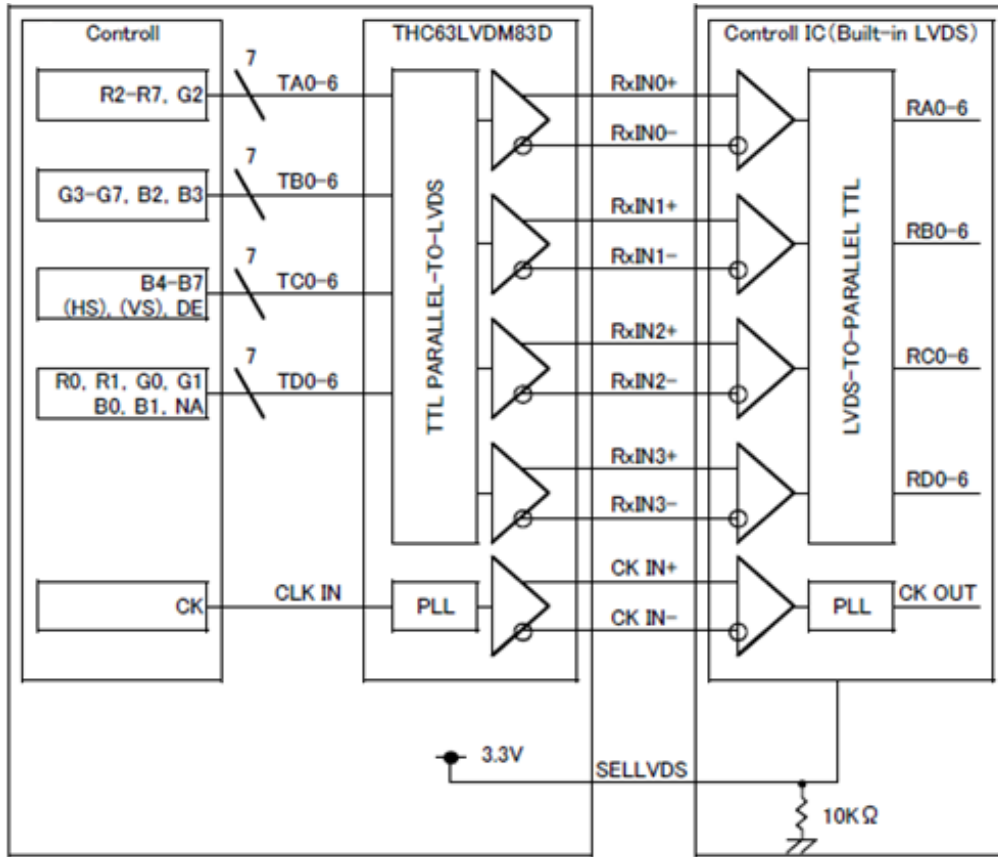 Controll
THC63LVDM83D
Controll IC(Built-in LVDS)
R2-R7, G2
7
TA0-6
RxIN0+
RxIN0-
RA0-6
G3-G7, B2, B3
7
TB0-6
RxIN1+
RxIN1-
RB0-6
B4-B7
(HS), (VS), DE
7
TC0-6
RxIN2+
RxIN2-
RC0-6
R0, R1, G0, G1
B0, B1, NA
7
TD0-6
RxIN3+
RxIN3-
RD0-6
TTL PARALLEL-TO-LVDS
LVDS-TO-PARALLEL TTL
CK
CLK IN
PLL
CK IN+
CK IN-
PLL
CK OUT
3.3V
SELLVDS
10KΩ